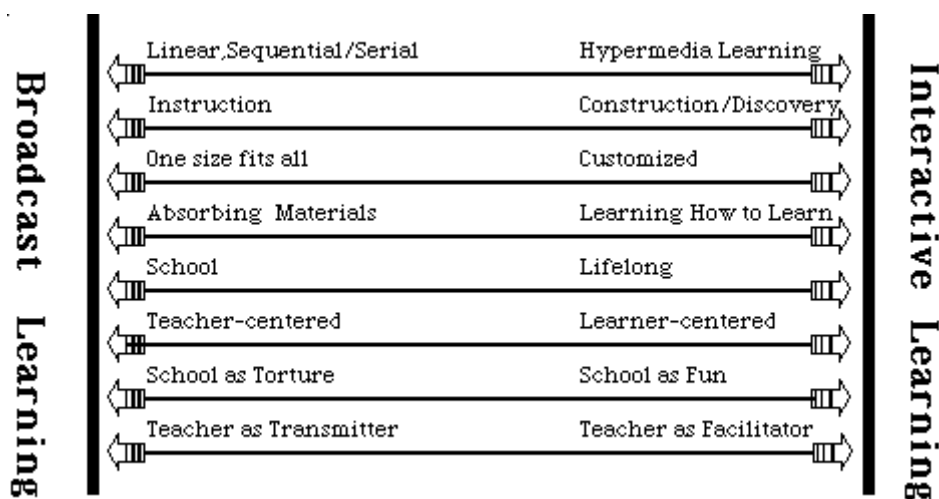 Broadcast Learning
Linear,Sequential/Serial Hypermedia Learning
Instruction Construction/Discovery
One size fits all Customized
Absorbing Materials Learning How to Learn
School Lifelong
Teacher-centered Learner-centered
School as Torture School as Fun
Teacher as Transmitter Teacher as Facilitator
Interactive Learning